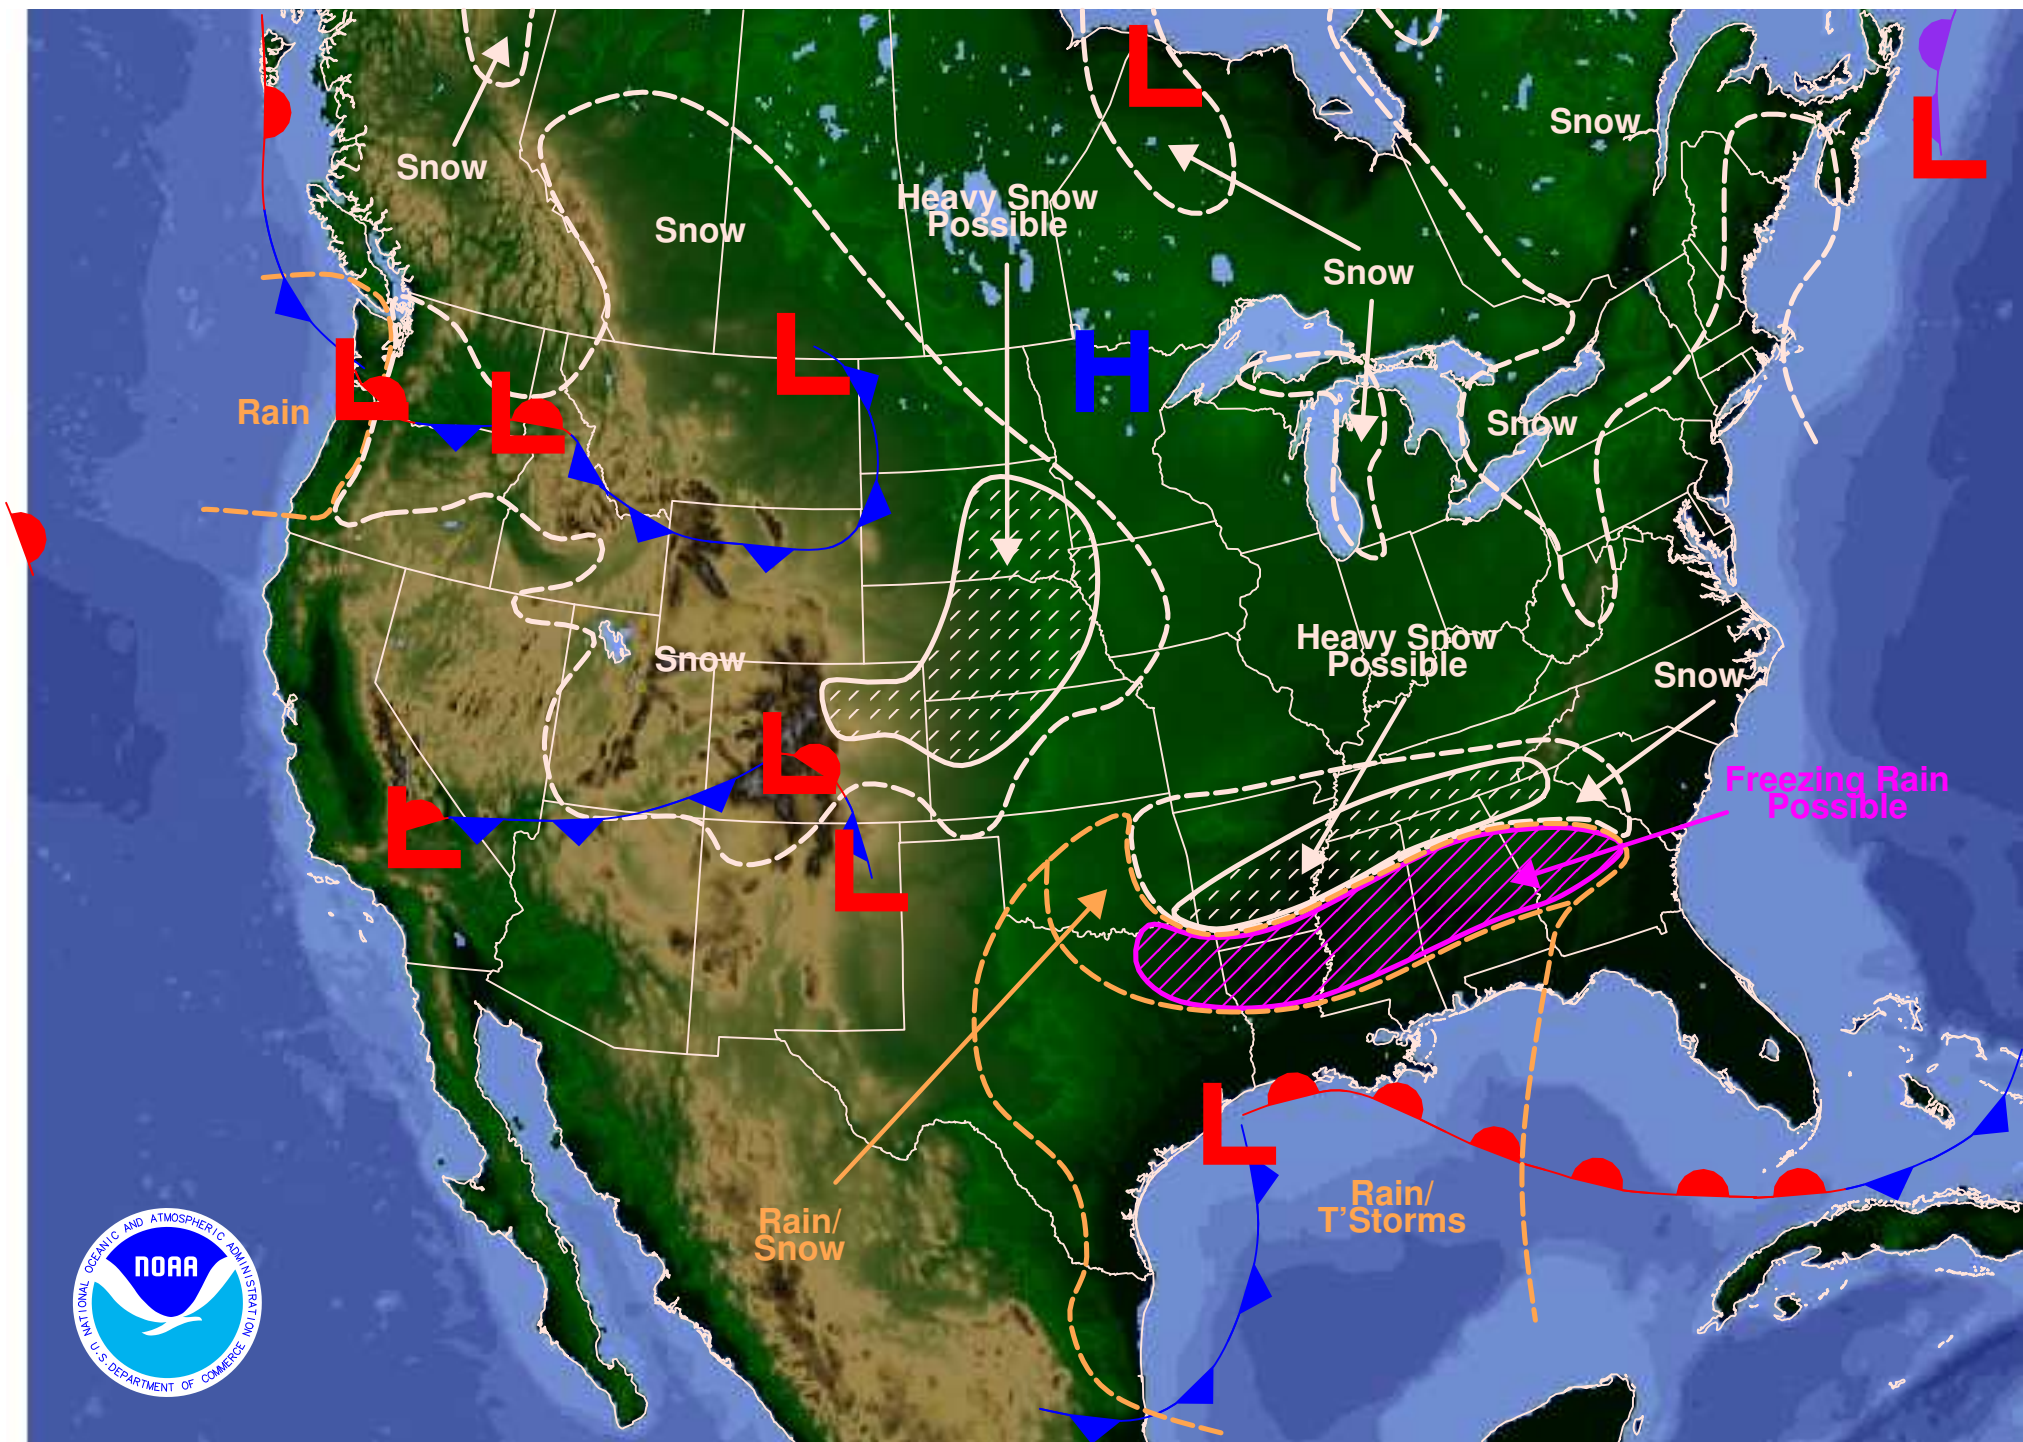 Snow
Snow
Heavy Snow
Possible
Snow
Snow
L
L
L
H
L
L
Rain
Snow
Snow
Heavy Snow
Possible
Snow
L
Freezing Rain
Possible
L
L
L
Rain/
Snow
Rain/
T'Storms
NATIONAL OCEANIC AND ATMOSPHERIC ADMINISTRATION
NOAA
U.S. DEPARTMENT OF COMMERCE